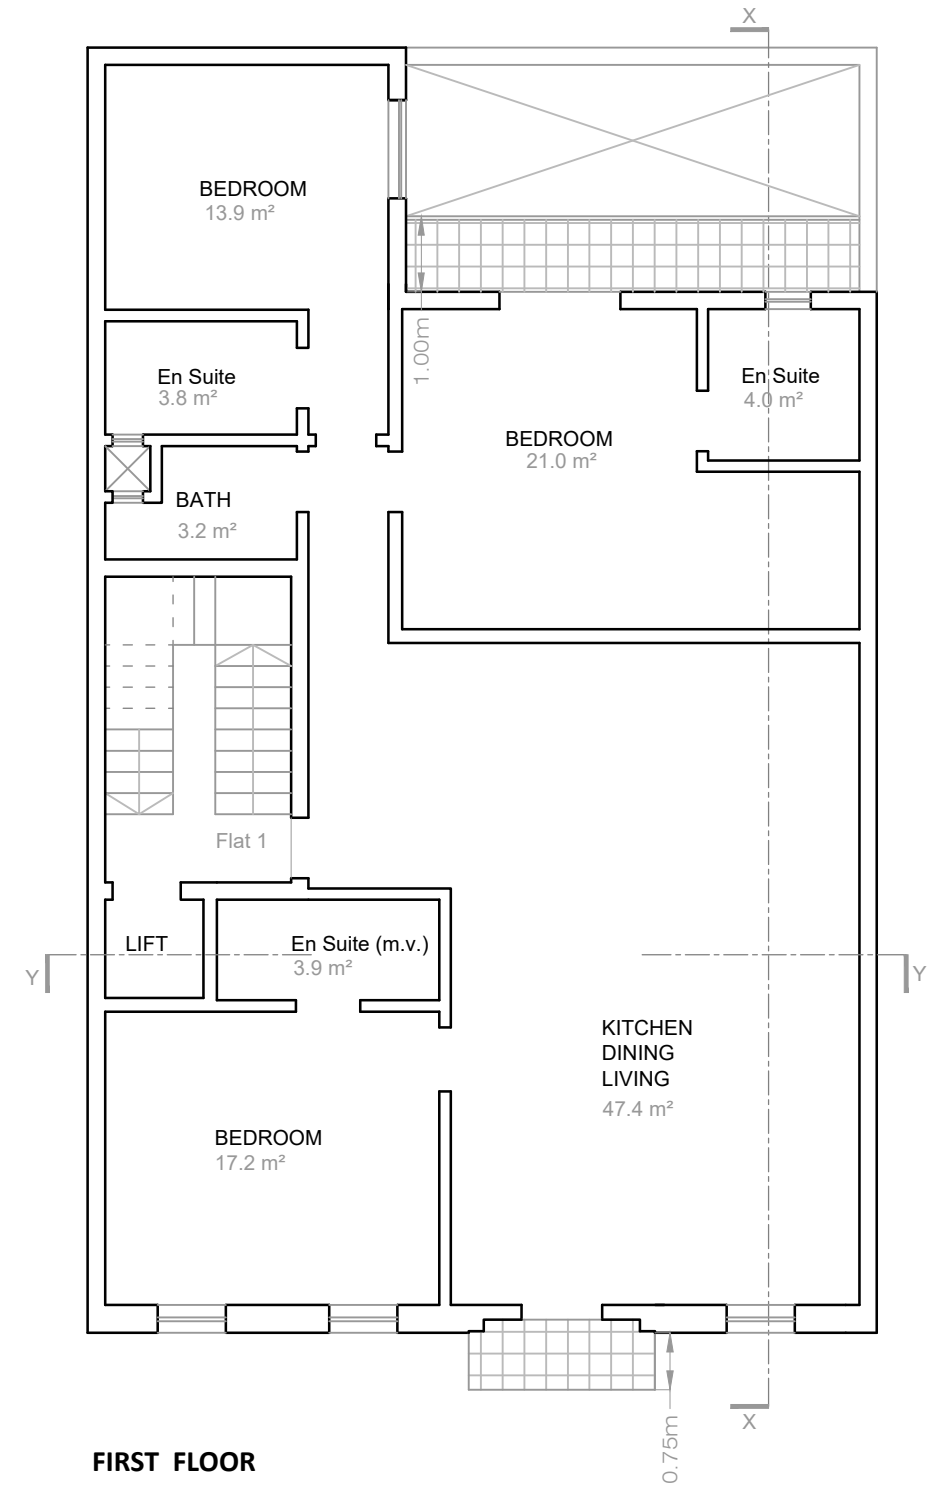 X
BEDROOM
13.9 m²
1.00m
En Suite
3.8 m²
En Suite
4.0 m²
BEDROOM
21.0 m²
BATH
3.2 m²
Flat 1
LIFT
En Suite (m.v.)
3.9 m²
Y
Y
KITCHEN
DINING
LIVING
47.4 m²
BEDROOM
17.2 m²
X
0.75m
FIRST FLOOR